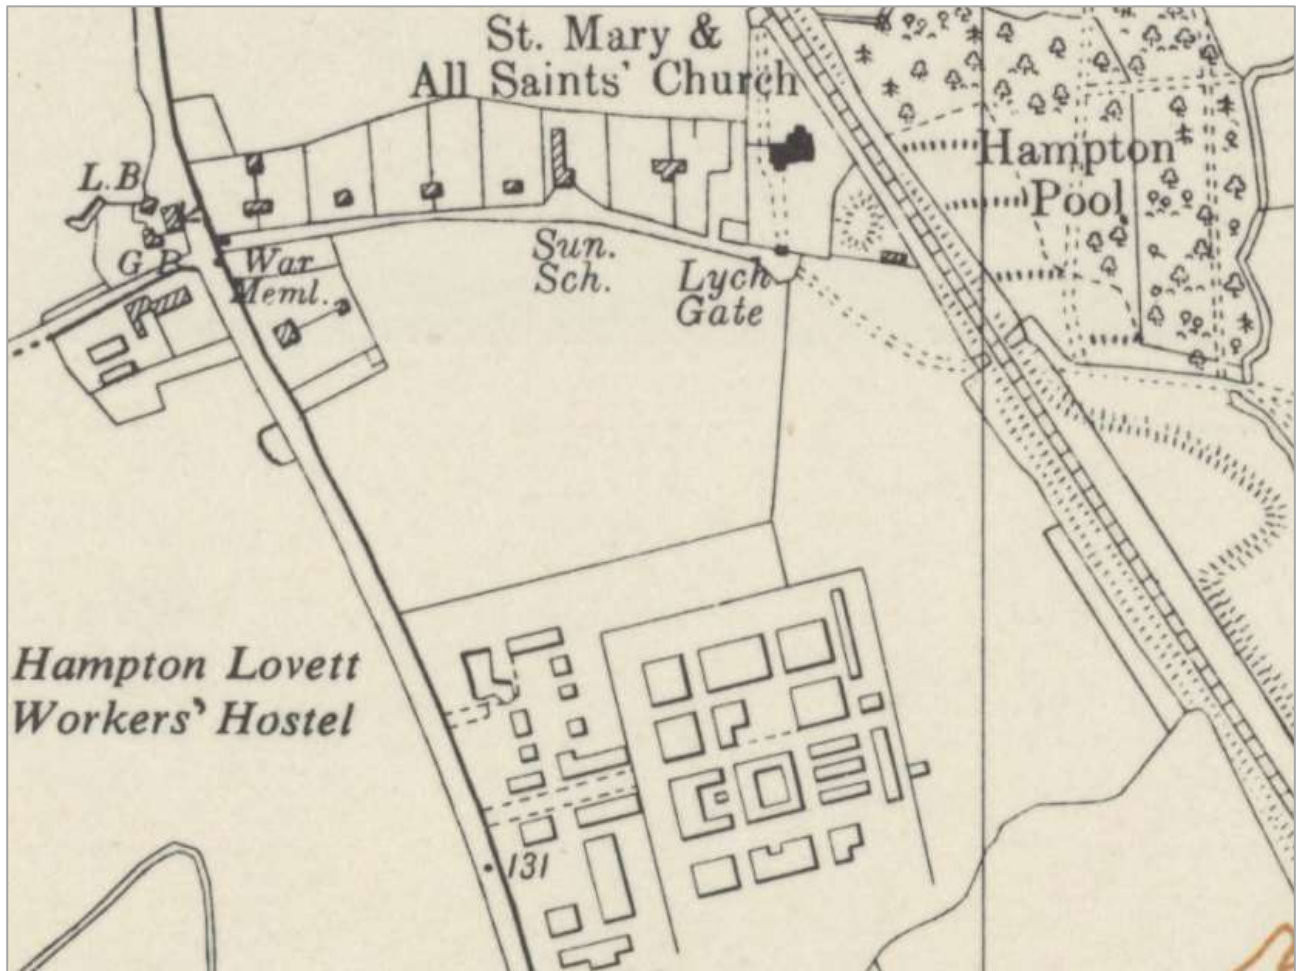 St. Mary &
All Saints' Church
Hampton
Pool
L.B
G.P
War
Meml.
Sun.
Sch.
Lych
Gate
Hampton Lovett
Workers' Hostel
131